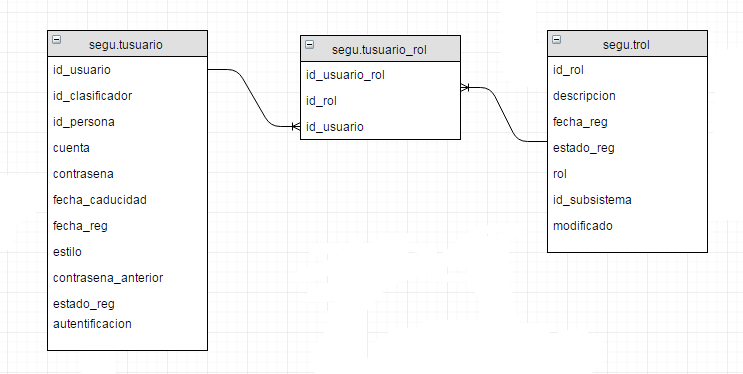 segu.tusuario
id_usuario
id_clasificador
id_persona
cuenta
contrasena
fecha_caducidad
fecha_reg
estilo
contrasena_anterior
estado_reg
autentificacion
segu.tusuario_rol
id_usuario_rol
id_rol
id_usuario
segu.trol
id_rol
descripcion
fecha_reg
estado_reg
rol
id_subsistema
modificado